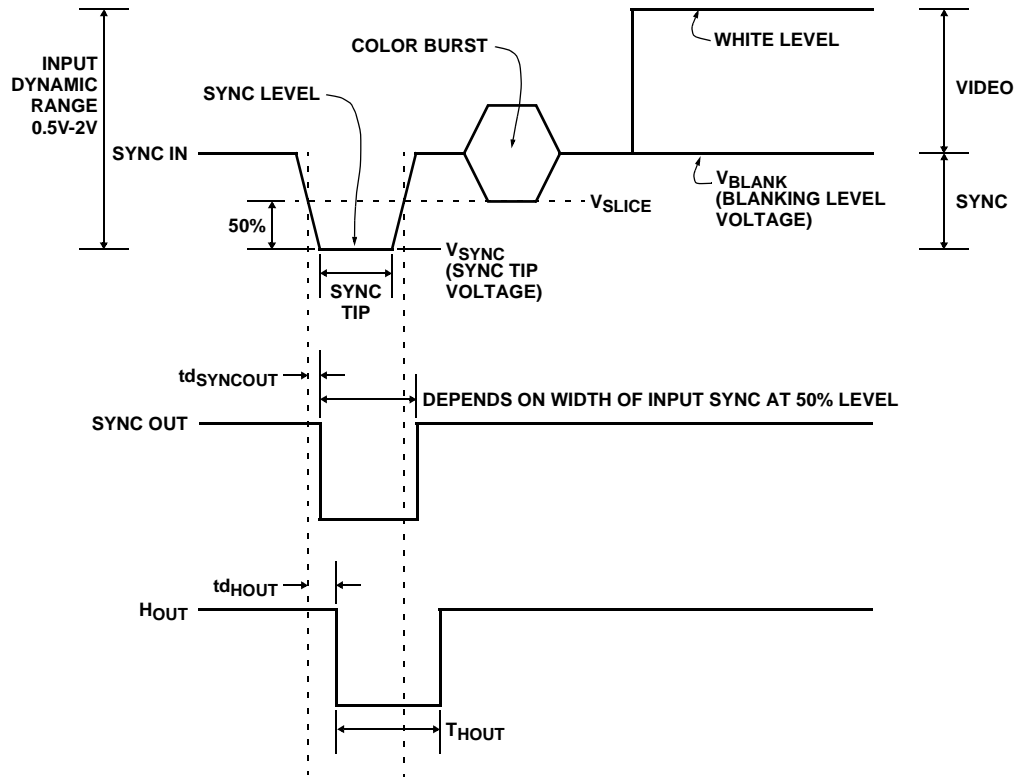 INPUT
DYNAMIC
RANGE
0.5V-2V
COLOR BURST
WHITE LEVEL
VIDEO
SYNC LEVEL
SYNC IN
VBLANK
(BLANKING LEVEL
VOLTAGE)
SYNC
VSLICE
50%
VSYNC
(SYNC TIP
VOLTAGE)
SYNC
TIP
tdSYNCOUT
DEPENDS ON WIDTH OF INPUT SYNC AT 50% LEVEL
SYNC OUT
tdHOUT
HOUT
THOUT